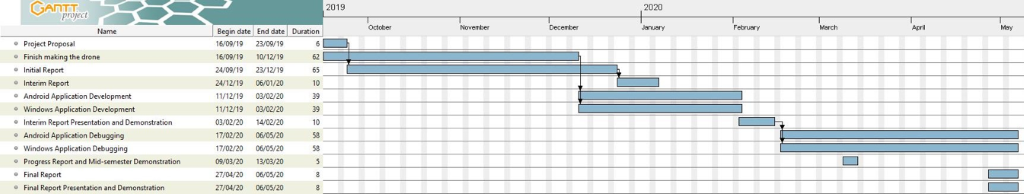 GANTT
project
2019
2020
Name Begin date End date Duration
October November December January February March April May
Project Proposal 16/09/19 23/09/19 6
Finish making the drone 16/09/19 10/12/19 62
Initial Report 24/09/19 23/12/19 65
Interim Report 24/12/19 06/01/20 10
Android Application Development 11/12/19 03/02/20 39
Windows Application Development 11/12/19 03/02/20 39
Interim Report Presentation and Demonstration 03/02/20 14/02/20 10
Android Application Debugging 17/02/20 06/05/20 58
Windows Application Debugging 17/02/20 06/05/20 58
Progress Report and Mid-semester Demonstration 09/03/20 13/03/20 5
Final Report 27/04/20 06/05/20 8
Final Report Presentation and Demonstration 27/04/20 06/05/20 8